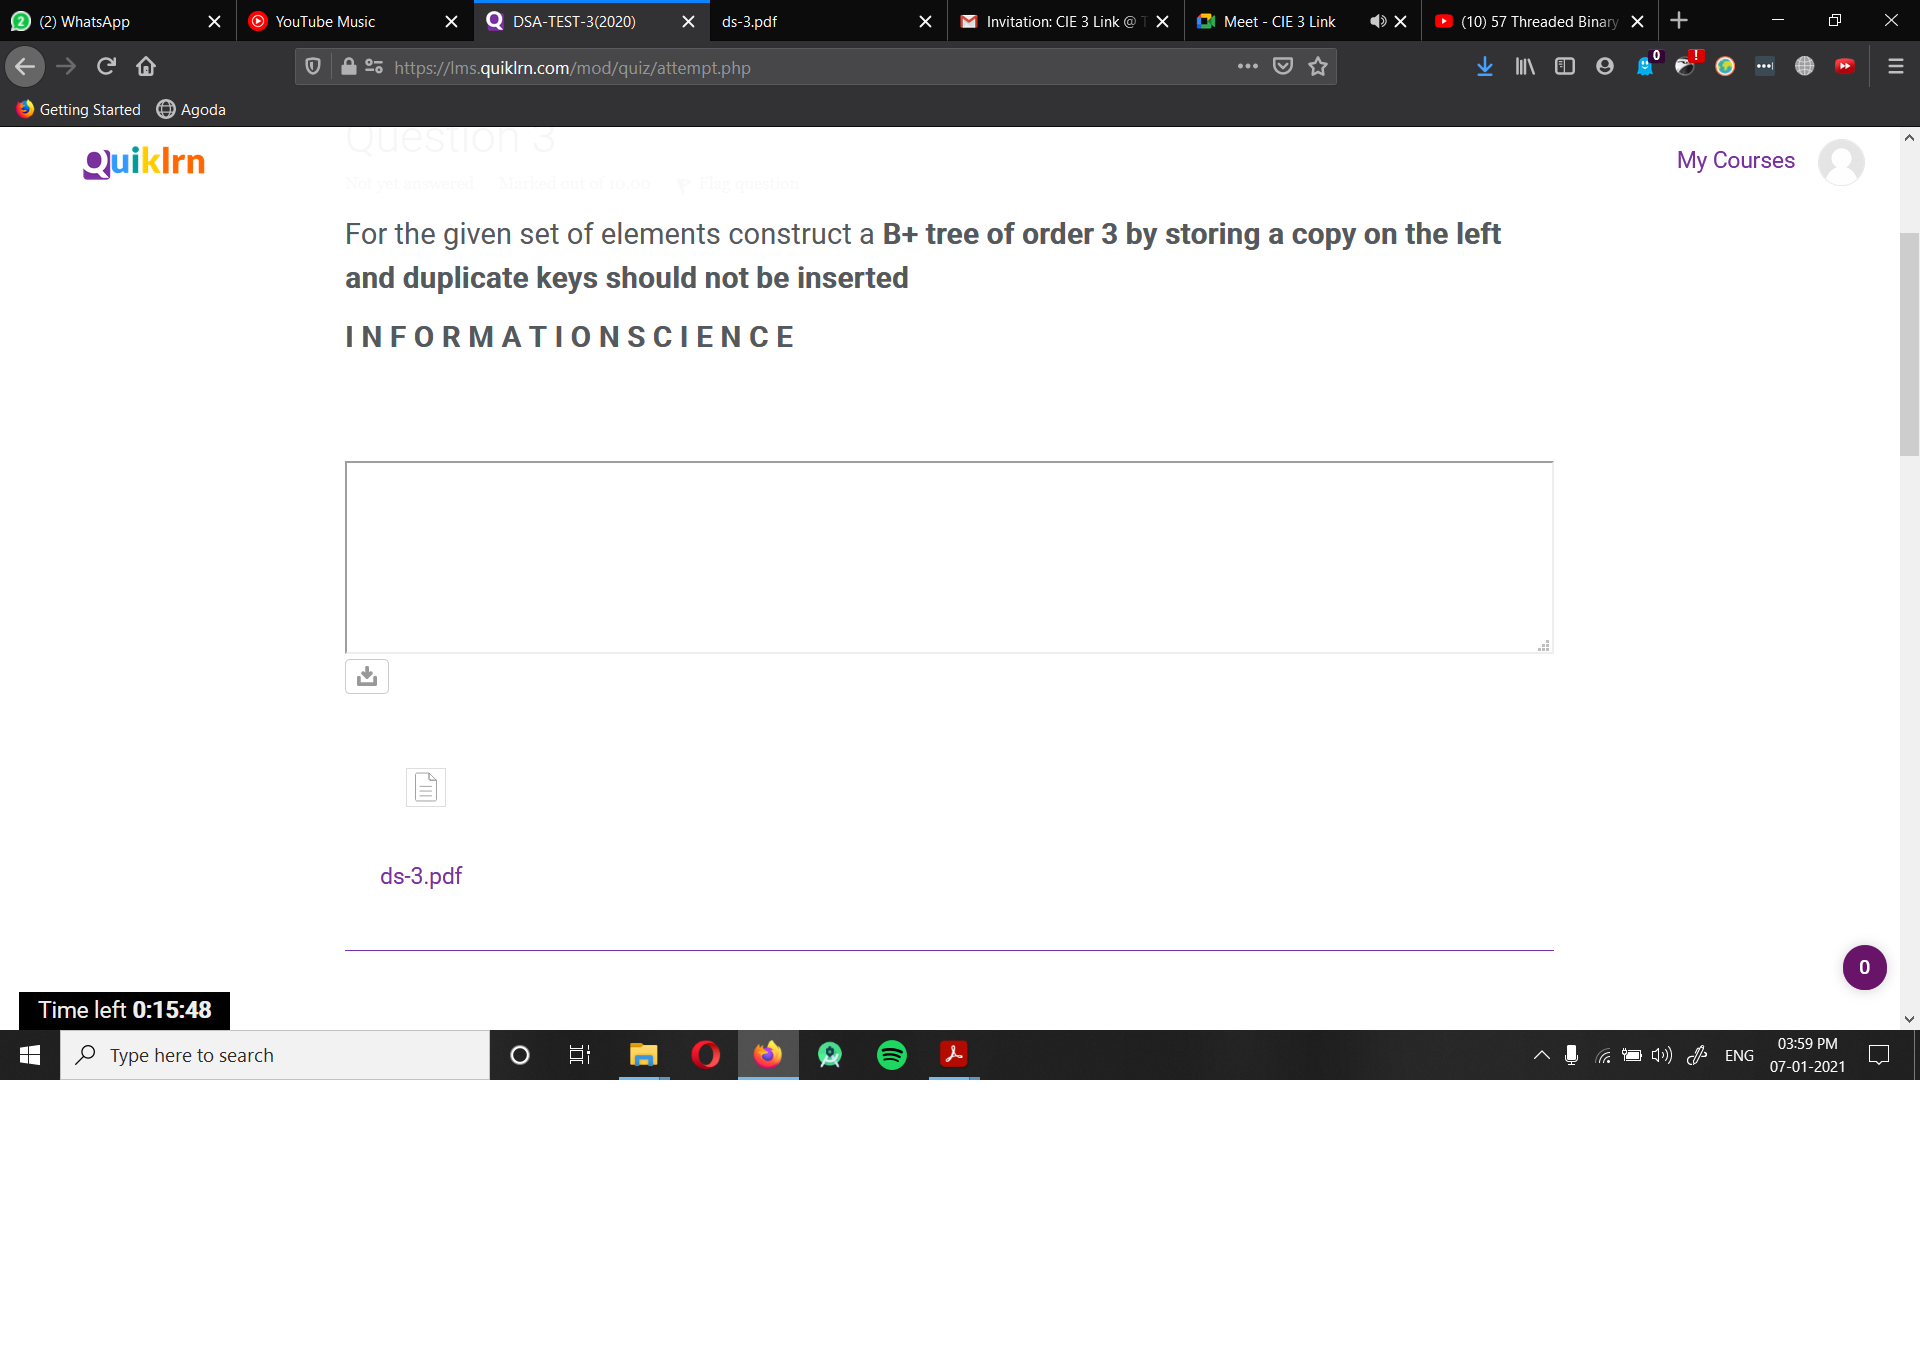 (2) WhatsApp
YouTube Music
DSA-TEST-3(2020)
ds-3.pdf
Invitation: CIE 3 Link @ T
Meet - CIE 3 Link
(10) 57 Threaded Binary
https://lms.quiklrn.com/mod/quiz/attempt.php
0
!
Getting Started
Agoda
Question 3
Quiklrn
My Courses
Not yet answered Marked out of 10.00 Flag question
For the given set of elements construct a B+ tree of order 3 by storing a copy on the left
and duplicate keys should not be inserted
I N F O R M A T I O N S C I E N C E
ds-3.pdf
0
Time left 0:15:48
Type here to search
ENG
03:59 PM
07-01-2021